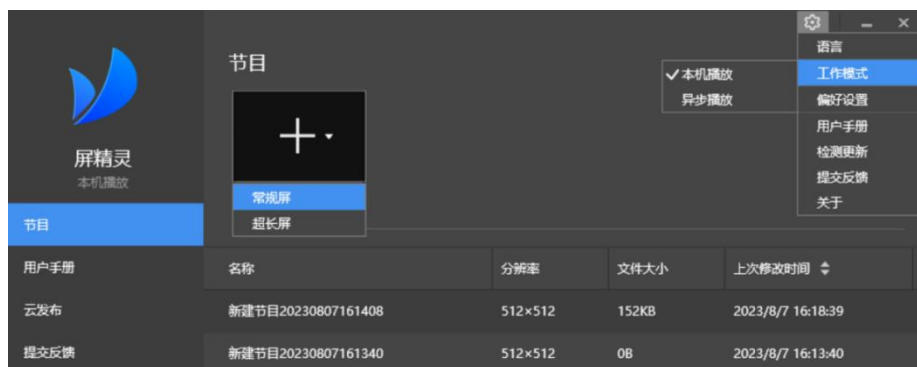 屏精灵
本机播放
节目
用户手册
云发布
提交反馈
节目
常规屏
超长屏
本机播放
异步播放
语言
工作模式
偏好设置
用户手册
检测更新
提交反馈
关于
名称 分辨率 文件大小 上次修改时间
新建节目20230807161408 512×512 152KB 2023/8/7 16:18:39
新建节目20230807161340 512×512 0B 2023/8/7 16:13:40